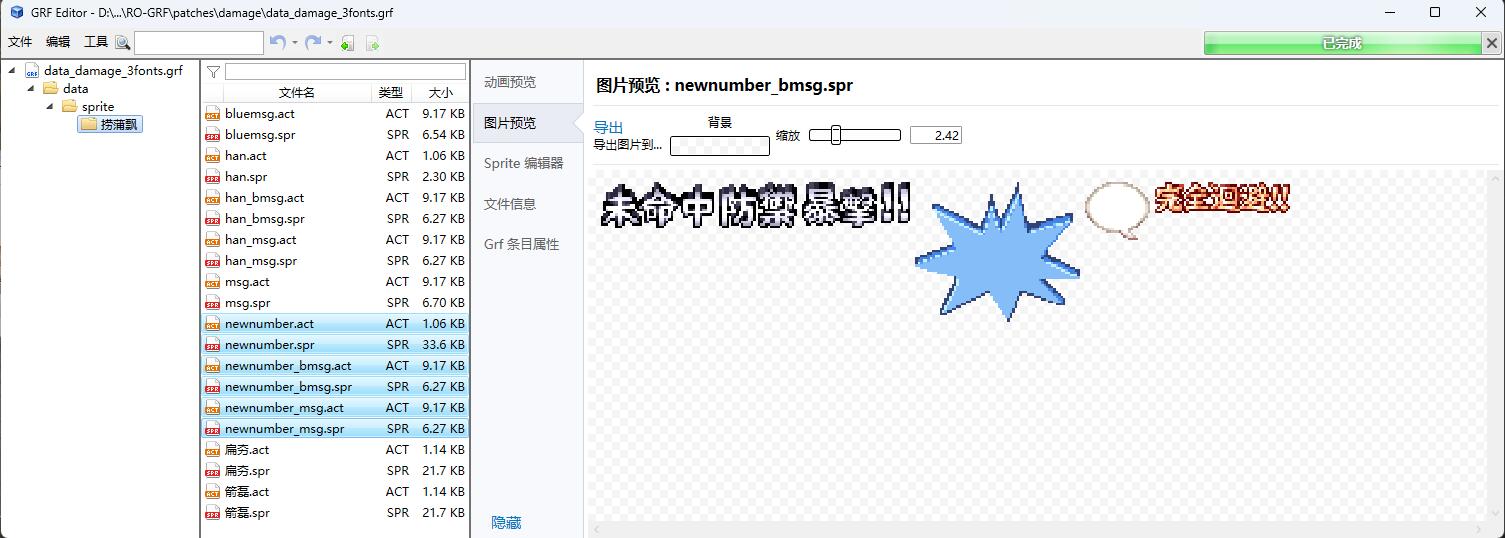 GRF Editor - D:\...\RO-GRF\patches\damage\data_damage_3fonts.grf
文件 编辑 工具 已完成
data_damage_3fonts.grf
data
sprite
捞蒲飘
文件名 类型 大小
bluemsg.act ACT 9.17 KB
bluemsg.spr SPR 6.54 KB
han.act ACT 1.06 KB
han.spr SPR 2.30 KB
han_bmsg.act ACT 9.17 KB
han_bmsg.spr SPR 6.27 KB
han_msg.act ACT 9.17 KB
han_msg.spr SPR 6.27 KB
msg.act ACT 9.17 KB
msg.spr SPR 6.70 KB
newnumber.act ACT 1.06 KB
newnumber.spr SPR 33.6 KB
newnumber_bmsg.act ACT 9.17 KB
newnumber_bmsg.spr SPR 6.27 KB
newnumber_msg.act ACT 9.17 KB
newnumber_msg.spr SPR 6.27 KB
扁夯.act ACT 1.14 KB
扁夯.spr SPR 21.7 KB
箭磊.act ACT 1.14 KB
箭磊.spr SPR 21.7 KB
动画预览
图片预览
Sprite 编辑器
文件信息
Grf 条目属性
隐藏
图片预览 : newnumber_bmsg.spr
导出
导出图片到...
背景
缩放 2.42
未命中防禦暴擊!! 完全迴避!!